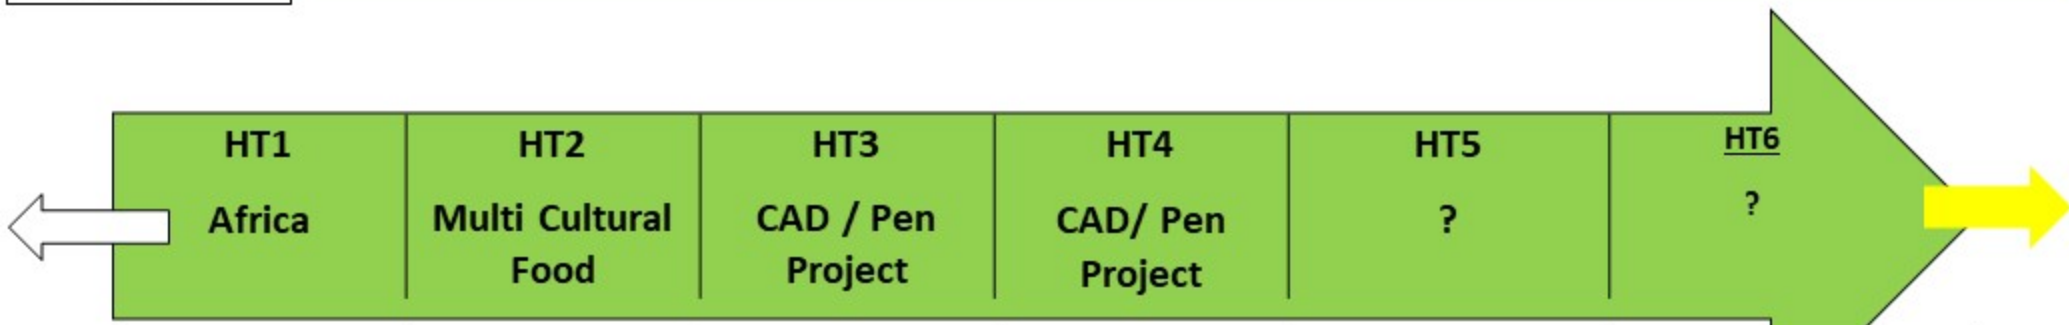 HT1
Africa
HT2
Multi Cultural
Food
HT3
CAD / Pen
Project
HT4
CAD/ Pen
Project
HT5
?
HT6
?